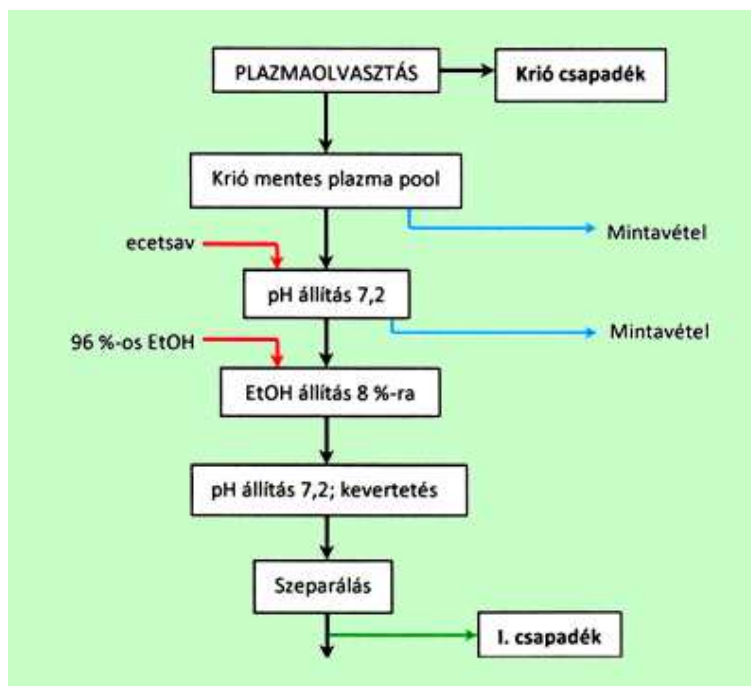 PLAZMAOLVASZTÁS
Krió csapadék
Krió mentes plazma pool
Mintavétel
ecetsav
pH állítás 7,2
Mintavétel
96 %-os EtOH
EtOH állítás 8 %-ra
pH állítás 7,2; kevertetés
Szeparálás
I. csapadék